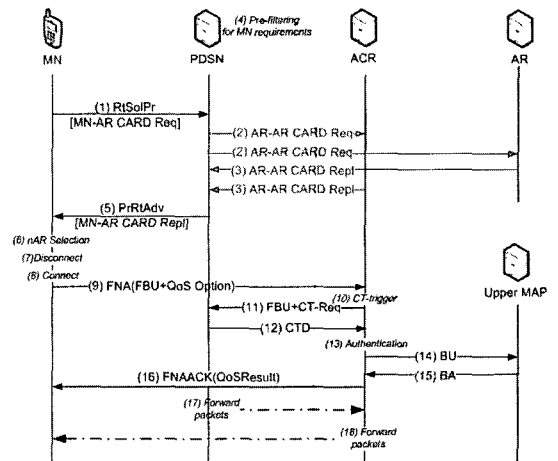 (4) Pre-filtering
for MN requirements
MN
PDSN
ACR
AR
(1) RtSolPr
[MN-AR CARD Req]
(2) AR-AR CARD Req
(2) AR-AR CARD Req
(3) AR-AR CARD Repl
(3) AR-AR CARD Repl
(5) PrRtAdv
[MN-AR CARD Repl]
(6) nAR Selection
(7)Disconnect
(8) Connect
(9) FNA(FBU+QoS Option)
(10) CT-trigger
Upper MAP
(11) FBU+CT-Req
(12) CTD
(13) Authentication
(14) BU
(15) BA
(16) FNAACK(QoSResult)
(17) Forward
packets
(18) Forward
packets